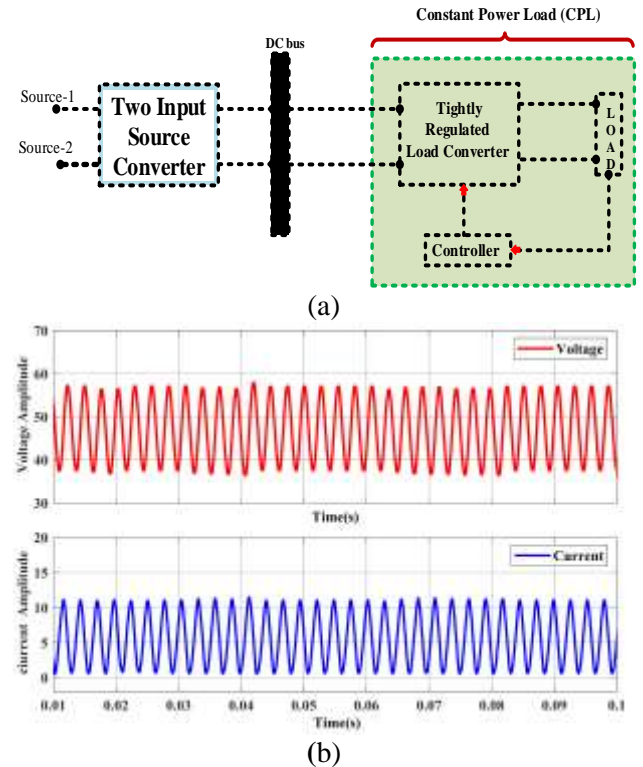 Constant Power Load (CPL)
DC bus
Source-1
Source-2
Two Input
Source
Converter
Tightly
Regulated
Load Converter
LOAD
Controller
(a)
70
60
50
40
30
Voltage Amplitude
Voltage
Time(s)
20
15
10
5
0
ciurrent Amplitude
Current
0.01
0.02
0.03
0.04
0.05
0.06
0.07
0.08
0.09
0.1
Time(s)
(b)